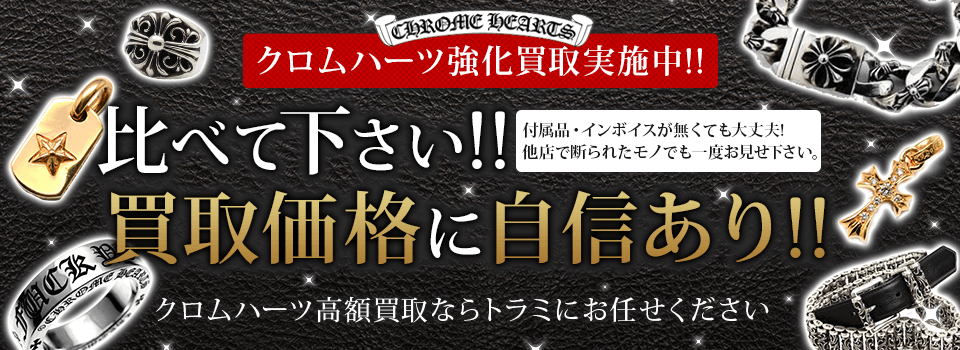 CHROME HEARTS
クロムハーツ強化買取実施中!!
比べて下さい!!
付属品・インボイスが無くても大丈夫!
他店で断られたモノでも一度お見せ下さい。
買取価格に自信あり!!
FUCK Y
CHROME HEARTS
クロムハーツ高額買取ならトラミにお任せください